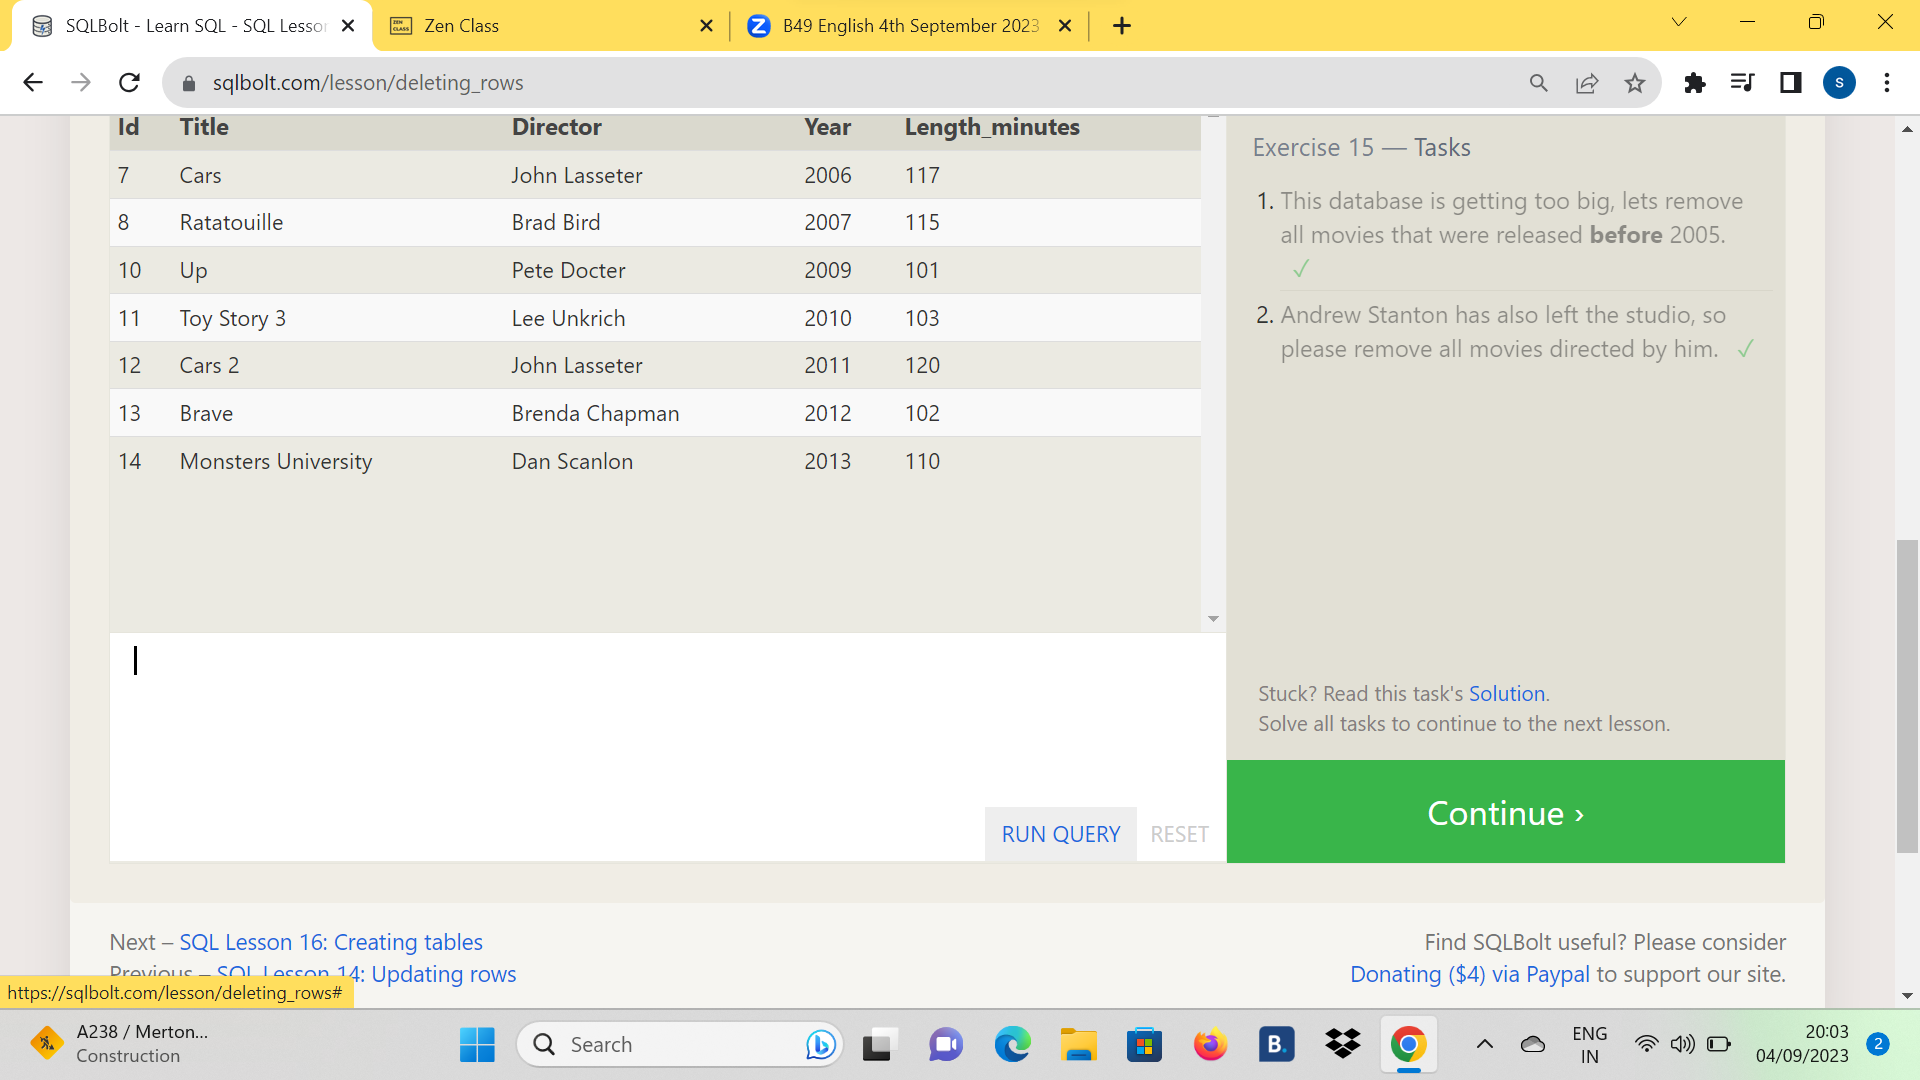 SQLBolt - Learn SQL - SQL Lesson
Zen Class
B49 English 4th September 2023
sqlbolt.com/lesson/deleting_rows
S
Id Title Director Year Length_minutes
7 Cars John Lasseter 2006 117
8 Ratatouille Brad Bird 2007 115
10 Up Pete Docter 2009 101
11 Toy Story 3 Lee Unkrich 2010 103
12 Cars 2 John Lasseter 2011 120
13 Brave Brenda Chapman 2012 102
14 Monsters University Dan Scanlon 2013 110
RUN QUERY RESET
Exercise 15 — Tasks
1. This database is getting too big, lets remove
all movies that were released before 2005.
✓
2. Andrew Stanton has also left the studio, so
please remove all movies directed by him. ✓
Stuck? Read this task's Solution.
Solve all tasks to continue to the next lesson.
Continue ›
Next – SQL Lesson 16: Creating tables
Previous – SQL Lesson 14: Updating rows
Find SQLBolt useful? Please consider
Donating ($4) via Paypal to support our site.
https://sqlbolt.com/lesson/deleting_rows#
A238 / Merton...
Construction
Search
B.
ENG
IN
20:03
04/09/2023
2